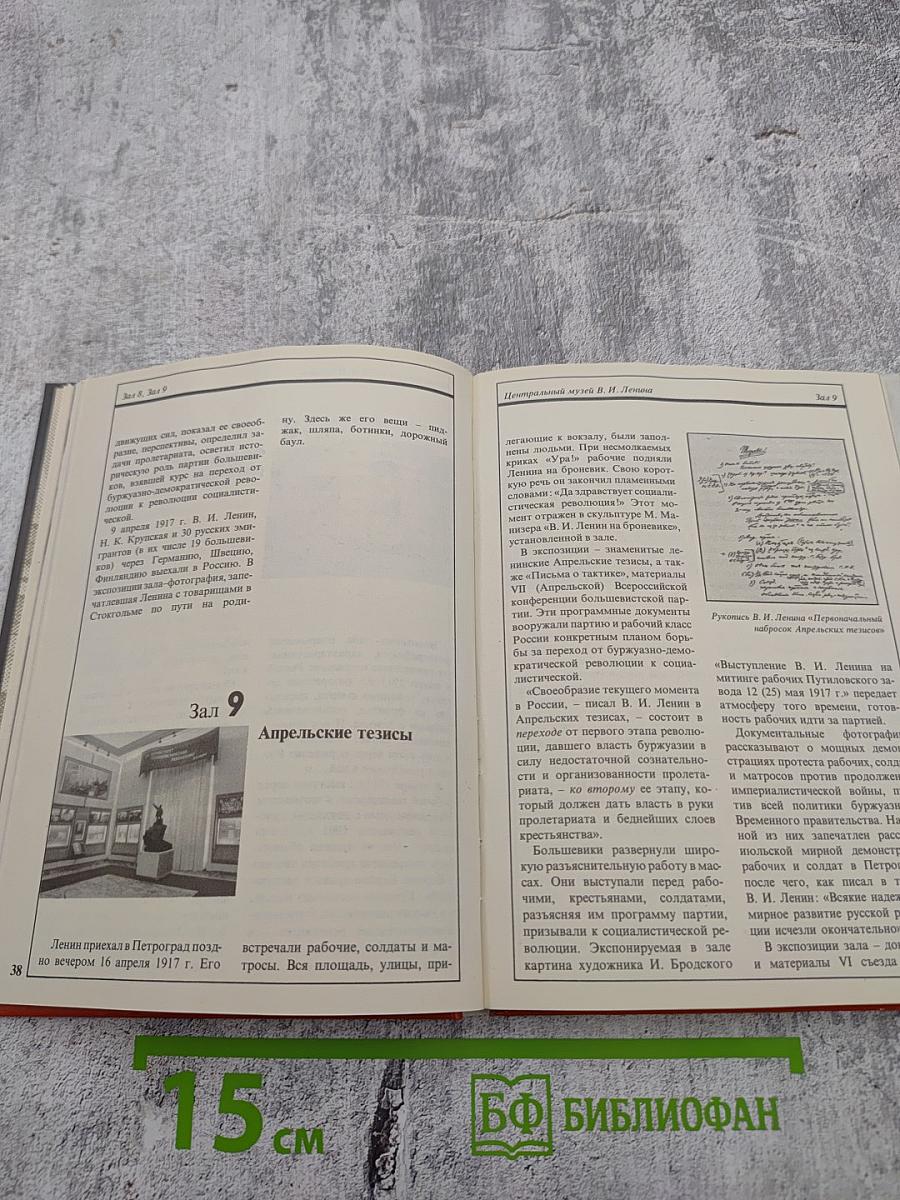 Зал 8, Зал 9
движущих сил, показал ее своеоб-
разие, перспективы, определил за-
дачи пролетариата, осветил исто-
рическую роль партии большеви-
ков, взявшей курс на переход от
буржуазно-демократической рево-
люции к революции социалисти-
ческой.
9 апреля 1917 г. В. И. Ленин,
Н. К. Крупская и 30 русских эми-
грантов (в их числе 19 большеви-
ков) через Германию, Швецию,
Финляндию выехали в Россию. В
экспозиции зала–фотография, запе-
чатлевшая Ленина с товарищами в
Стокгольме по пути на роди-
ну. Здесь же его вещи – пид-
жак, шляпа, ботинки, дорожный
баул.
Зал 9
Апрельские тезисы
Ленин приехал в Петроград позд-
но вечером 16 апреля 1917 г. Его
встречали рабочие, солдаты и ма-
тросы. Вся площадь, улицы, при-
38
Центральный музей В. И. Ленина
Зал 9
легающие к вокзалу, были запол-
нены людьми. При несмолкаемых
криках «Ура!» рабочие подняли
Ленина на броневик. Свою корот-
кую речь он закончил пламенными
словами: «Да здравствует социали-
стическая революция!» Этот мо-
мент отражен в скульптуре М. Ма-
низера «В. И. Ленин на броневике»,
установленной в зале.
В экспозиции – знаменитые ле-
нинские Апрельские тезисы, а так-
же «Письма о тактике», материалы
VII (Апрельской) Всероссийской
конференции большевистской пар-
тии. Эти программные документы
вооружали партию и рабочий класс
России конкретным планом борь-
бы за переход от буржуазно-демо-
кратической революции к социа-
листической.
«Своеобразие текущего момента
в России, – писал В. И. Ленин в
Апрельских тезисах, – состоит в
переходе от первого этапа револю-
ции, давшего власть буржуазии в
силу недостаточной сознательно-
сти и организованности пролета-
риата, – ко второму ее этапу, ко-
торый должен дать власть в руки
пролетариата и беднейших слоев
крестьянства».
Большевики развернули широ-
кую разъяснительную работу в мас-
сах. Они выступали перед рабо-
чими, крестьянами, солдатами,
разъясняя им программу партии,
призывали к социалистической ре-
волюции. Экспонируемая в зале
картина художника И. Бродского
Рукопись В. И. Ленина «Первоначальный
набросок Апрельских тезисов»
«Выступление В. И. Ленина на
митинге рабочих Путиловского за-
вода 12 (25) мая 1917 г.» передает
атмосферу того времени, готов-
ность рабочих идти за партией.
Документальные фотографи
рассказывают о мощных демон
страциях протеста рабочих, солд
и матросов против продолжен
империалистической войны, п
тив всей политики буржуазн
Временного правительства. На
ной из них запечатлен расс
июльской мирной демонстр
рабочих и солдат в Петрог
после чего, как писал в т
В. И. Ленин: «Всякие надеж
мирное развитие русской р
ции исчезли окончательно»
В экспозиции зала – док
и материалы VI съезда
15 см
БФ БИБЛИОФАН